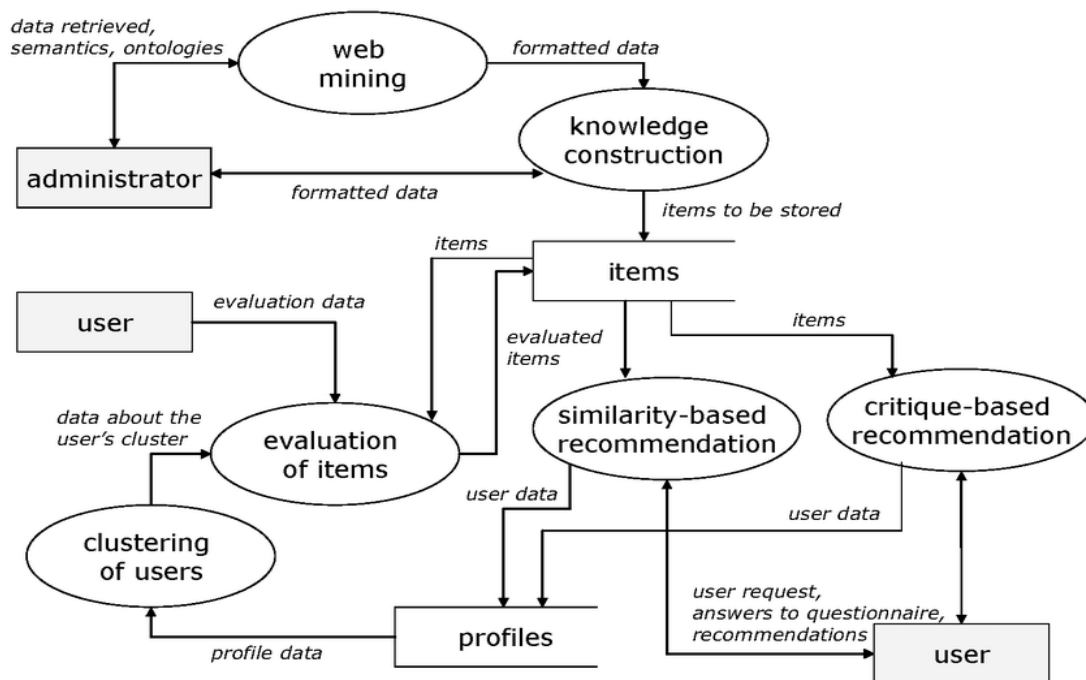 data retrieved,
semantics, ontologies
web
mining
formatted data
knowledge
construction
administrator
formatted data
items to be stored
items
items
user
evaluation data
evaluated
items
items
data about the
user's cluster
evaluation
of items
similarity-based
recommendation
critique-based
recommendation
user data
user data
clustering
of users
user request,
answers to questionnaire,
recommendations
profile data
profiles
user